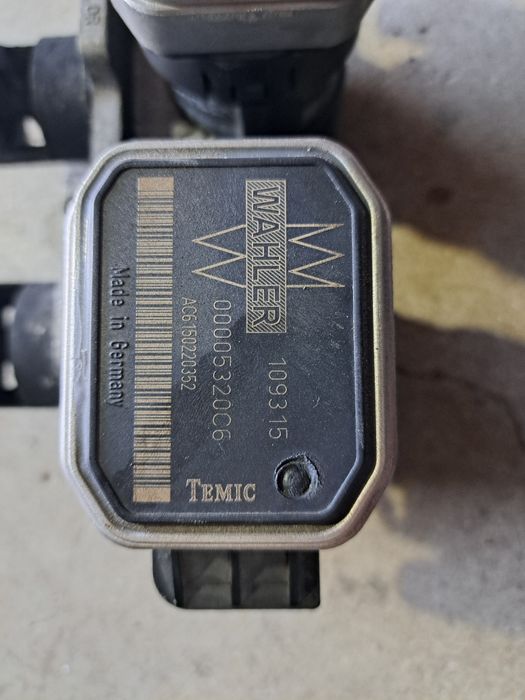 WAHLER
109315
00005320C6
AC6150220352
Made in Germany
TEMIC